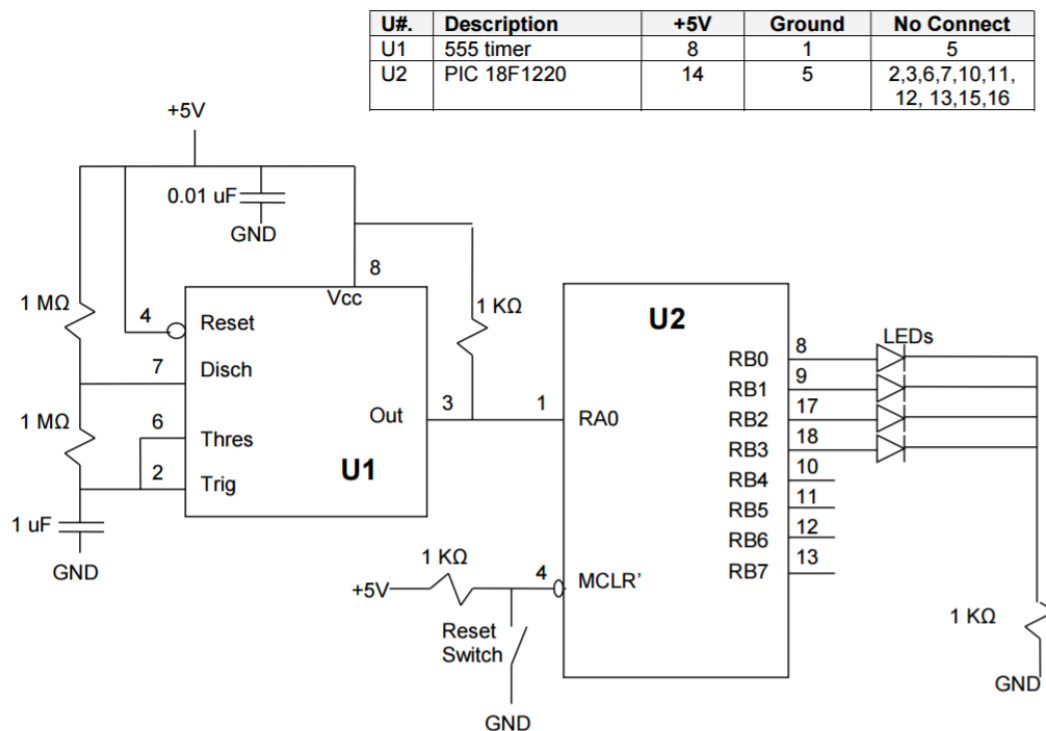 U#. Description +5V Ground No Connect
U1 555 timer 8 1 5
U2 PIC 18F1220 14 5 2,3,6,7,10,11,
12, 13,15,16
+5V
0.01 uF
GND
8
Vcc
1 MΩ
4
Reset
1 KΩ
U2
7
Disch
LEDs
8
RB0
9
RB1
1 MΩ
6
Thres
Out
3
1
RA0
17
RB2
18
RB3
2
Trig
U1
10
RB4
11
RB5
1 uF
12
RB6
GND
13
RB7
1 KΩ
+5V
4
MCLR’
Reset
Switch
GND
1 KΩ
GND